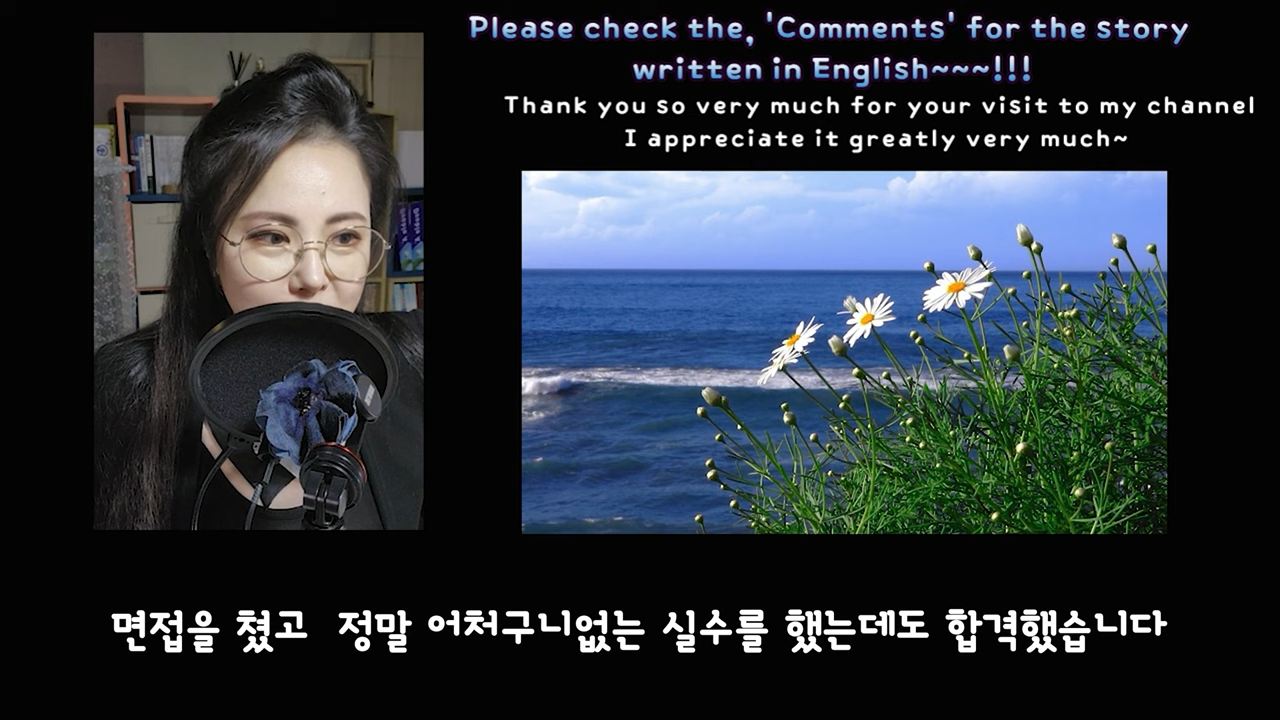 Please check the, 'Comments' for the story
written in English~~~!!!
Thank you so very much for your visit to my channel
I appreciate it greatly very much~
면접을 쳤고 정말 어처구니없는 실수를 했는데도 합격했습니다